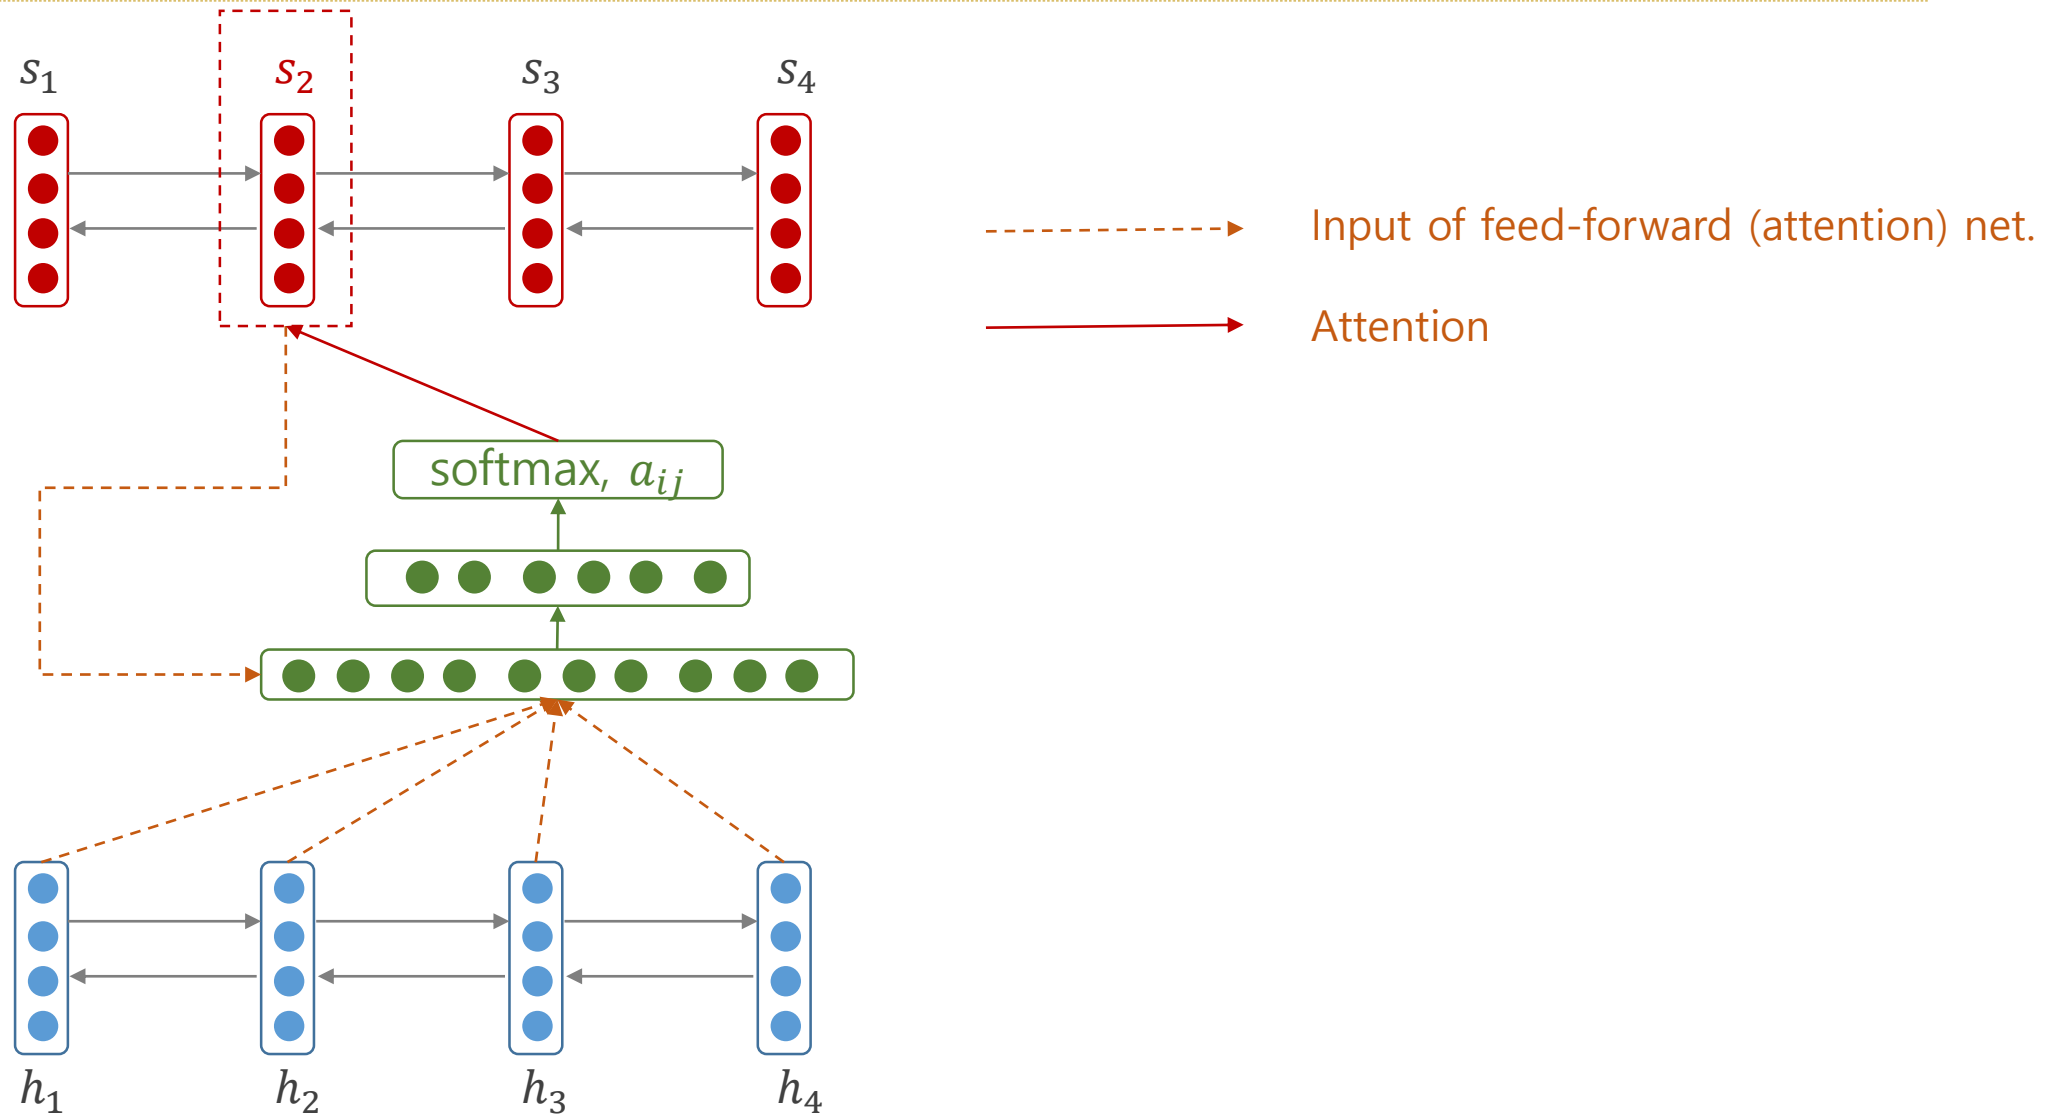 s₁ s₂ s₃ s₄
Input of feed-forward (attention) net.
Attention
softmax, aᵢⱼ
h₁ h₂ h₃ h₄